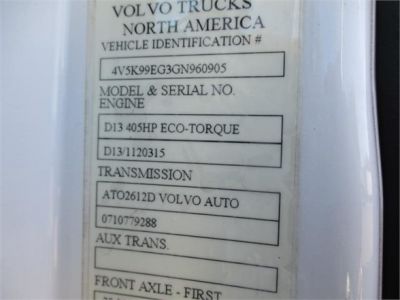 VOLVO TRUCKS
NORTH AMERICA
VEHICLE IDENTIFICATION #
4V5K99EG3GN960905
MODEL & SERIAL NO.
ENGINE
D13 405HP ECO-TORQUE
D13/1120315
TRANSMISSION
ATO2612D VOLVO AUTO
0710779288
AUX TRANS.
FRONT AXLE - FIRST